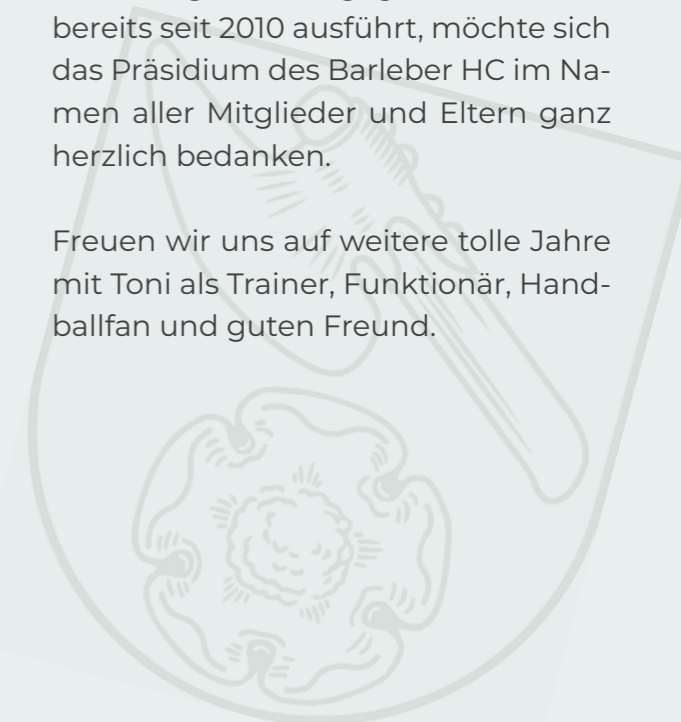 bereits seit 2010 ausführt, möchte sich
das Präsidium des Barleber HC im Na-
men aller Mitglieder und Eltern ganz
herzlich bedanken.
Freuen wir uns auf weitere tolle Jahre
mit Toni als Trainer, Funktionär, Hand-
ballfan und guten Freund.